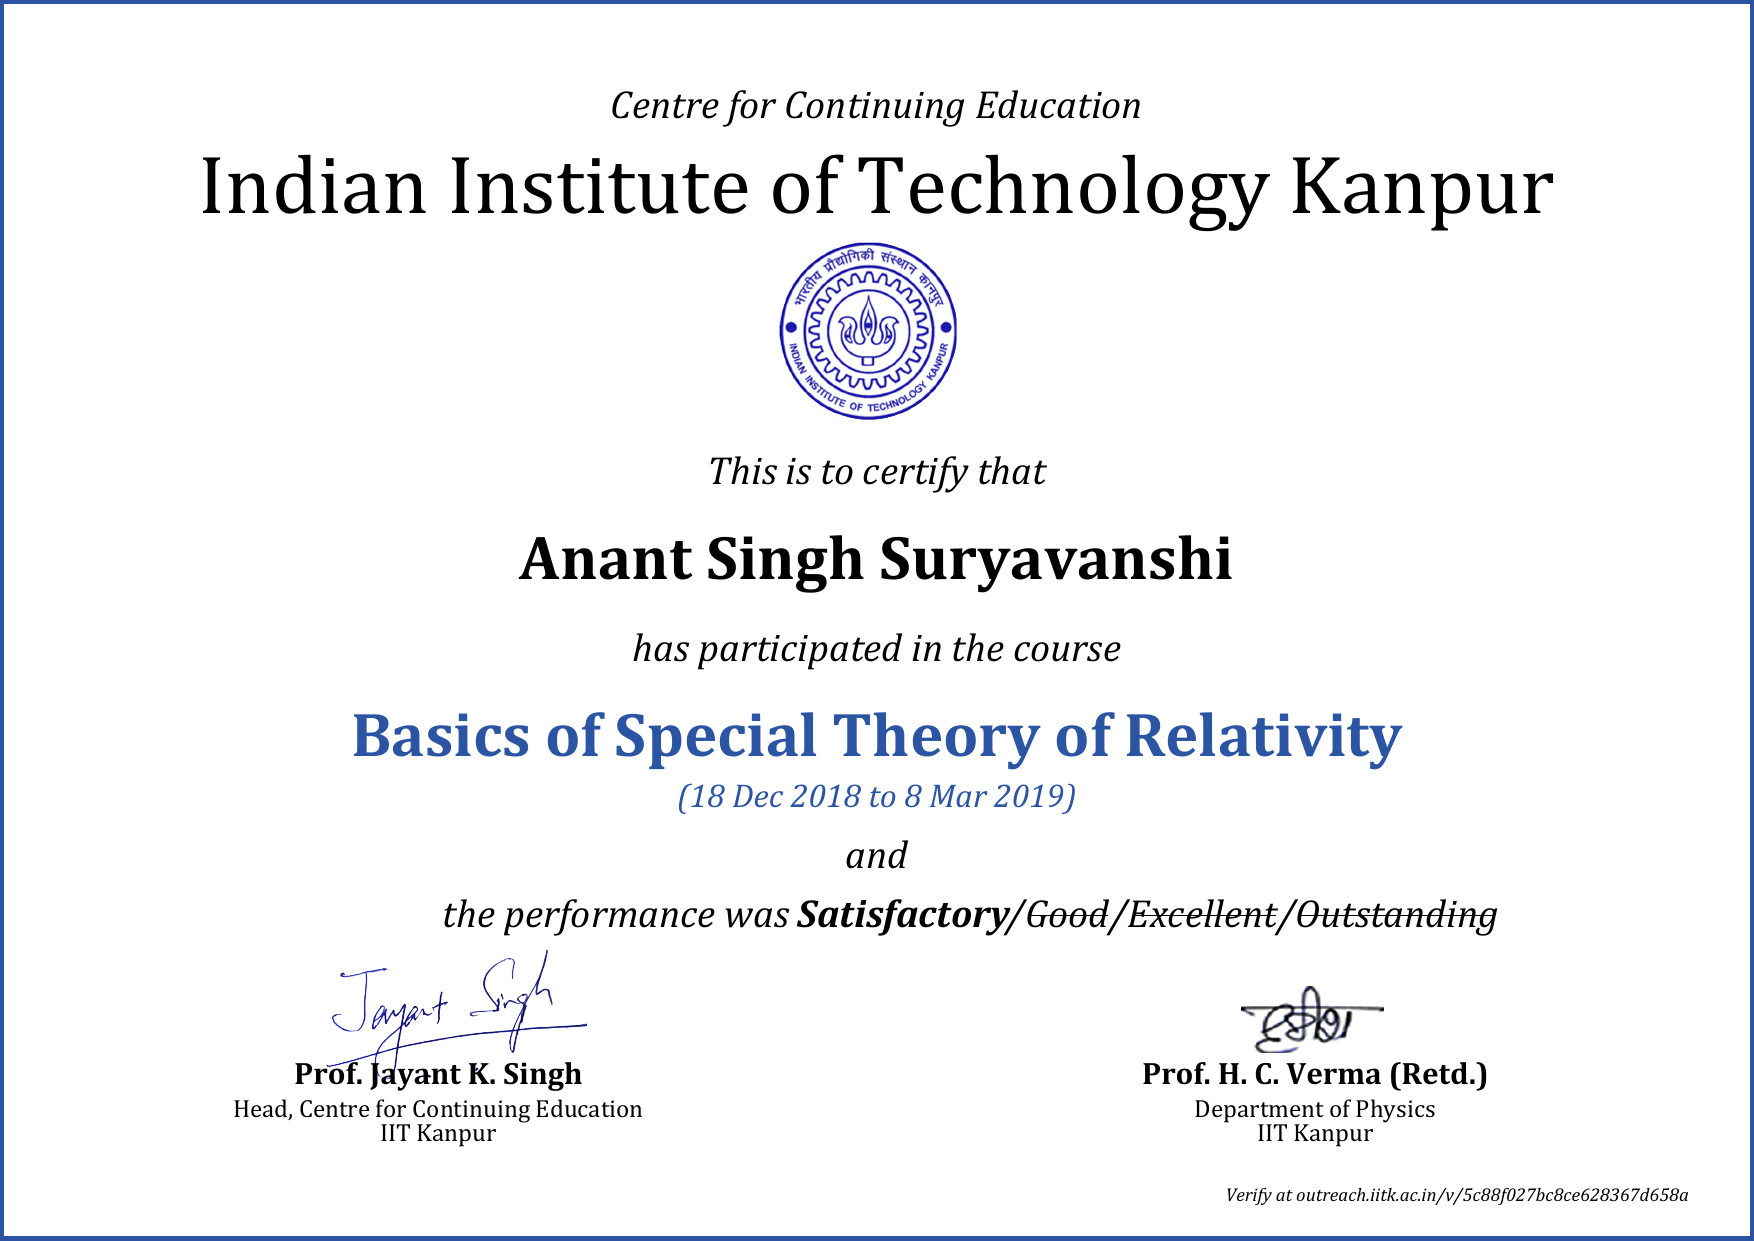 Centre for Continuing Education
Indian Institute of Technology Kanpur
भारतीय प्रौद्योगिकी संस्थान कानपुर
INDIAN INSTITUTE OF TECHNOLOGY KANPUR
This is to certify that
Anant Singh Suryavanshi
has participated in the course
Basics of Special Theory of Relativity
(18 Dec 2018 to 8 Mar 2019)
and
the performance was Satisfactory/Good/Excellent/Outstanding
Jayant Singh
Prof. Jayant K. Singh
Head, Centre for Continuing Education
IIT Kanpur
Prof. H. C. Verma (Retd.)
Department of Physics
IIT Kanpur
Verify at outreach.iitk.ac.in/v/5c88f027bc8ce628367d658a